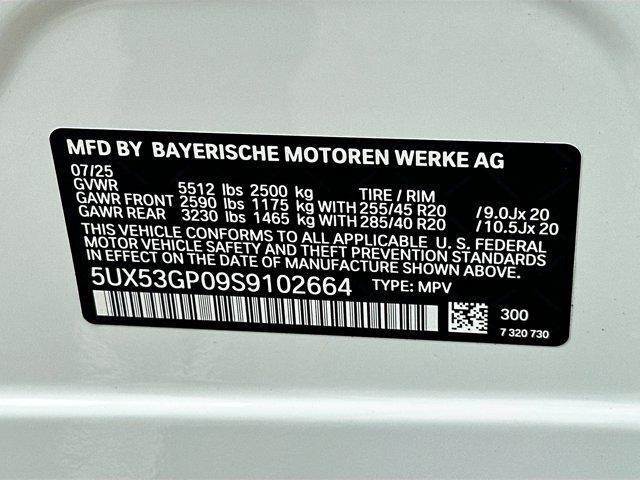 MFD BY BAYERISCHE MOTOREN WERKE AG
07/25
GVWR 5512 lbs 2500 kg TIRE / RIM
GAWR FRONT 2590 lbs 1175 kg WITH 255/45 R20 /9.0Jx 20
GAWR REAR 3230 lbs 1465 kg WITH 285/40 R20 /10.5Jx 20
THIS VEHICLE CONFORMS TO ALL APPLICABLE U. S. FEDERAL
MOTOR VEHICLE SAFETY AND THEFT PREVENTION STANDARDS
IN EFFECT ON THE DATE OF MANUFACTURE SHOWN ABOVE.
5UX53GP09S9102664 TYPE: MPV
300
7 320 730